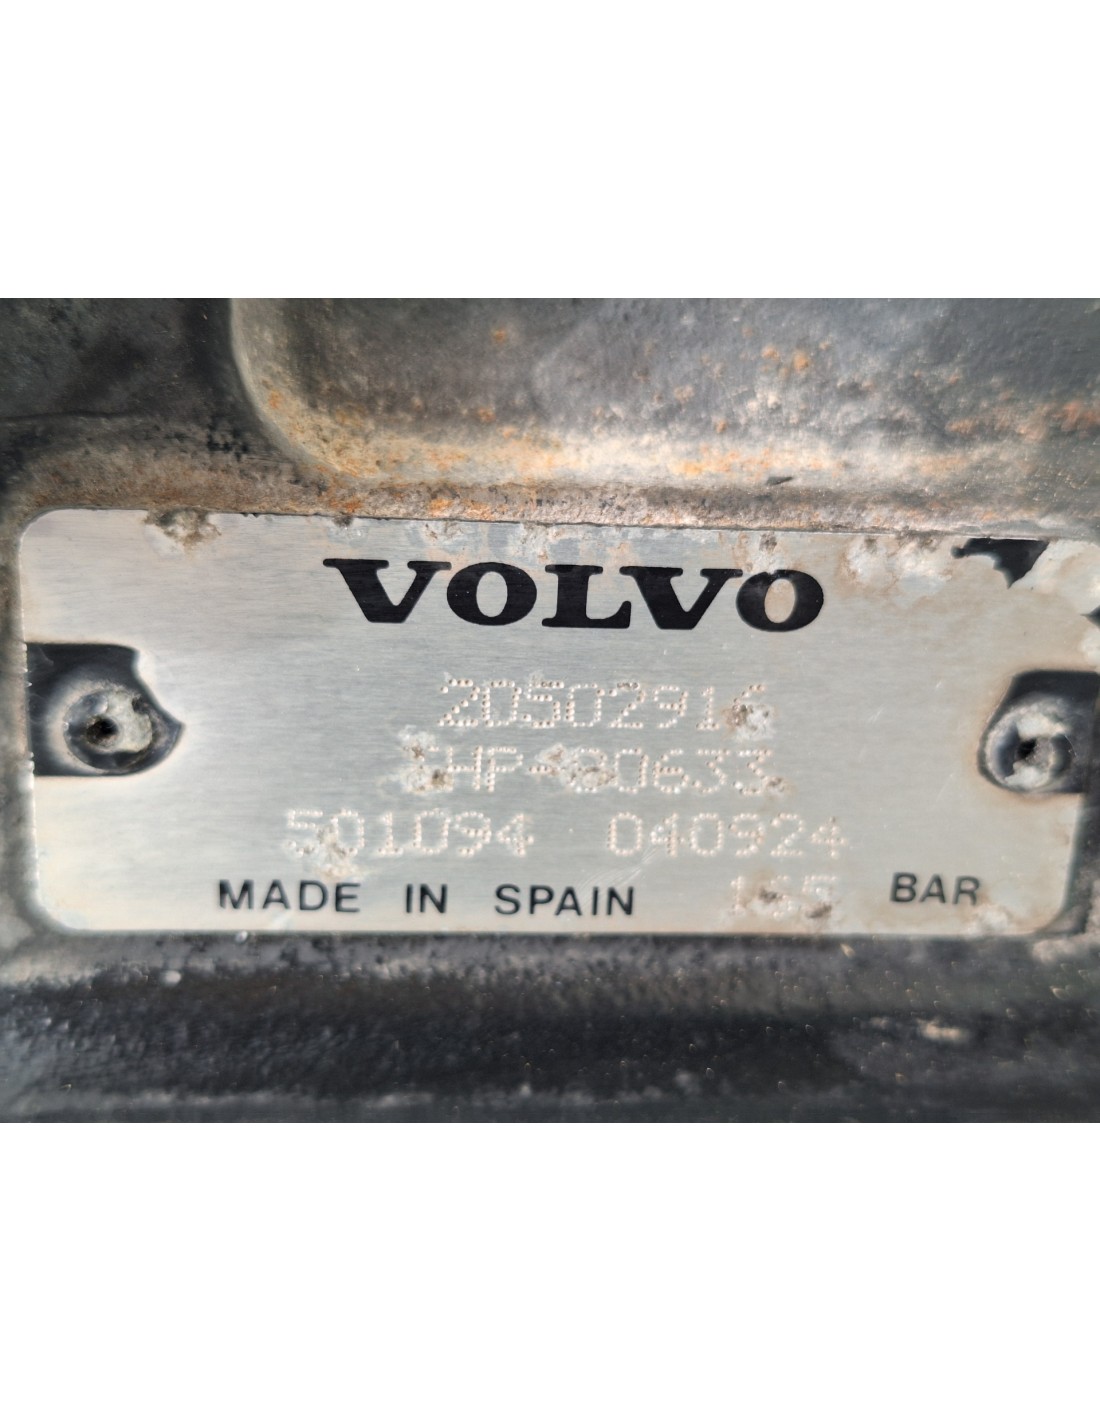 VOLVO
20502916
501094 040924
MADE IN SPAIN 165 BAR